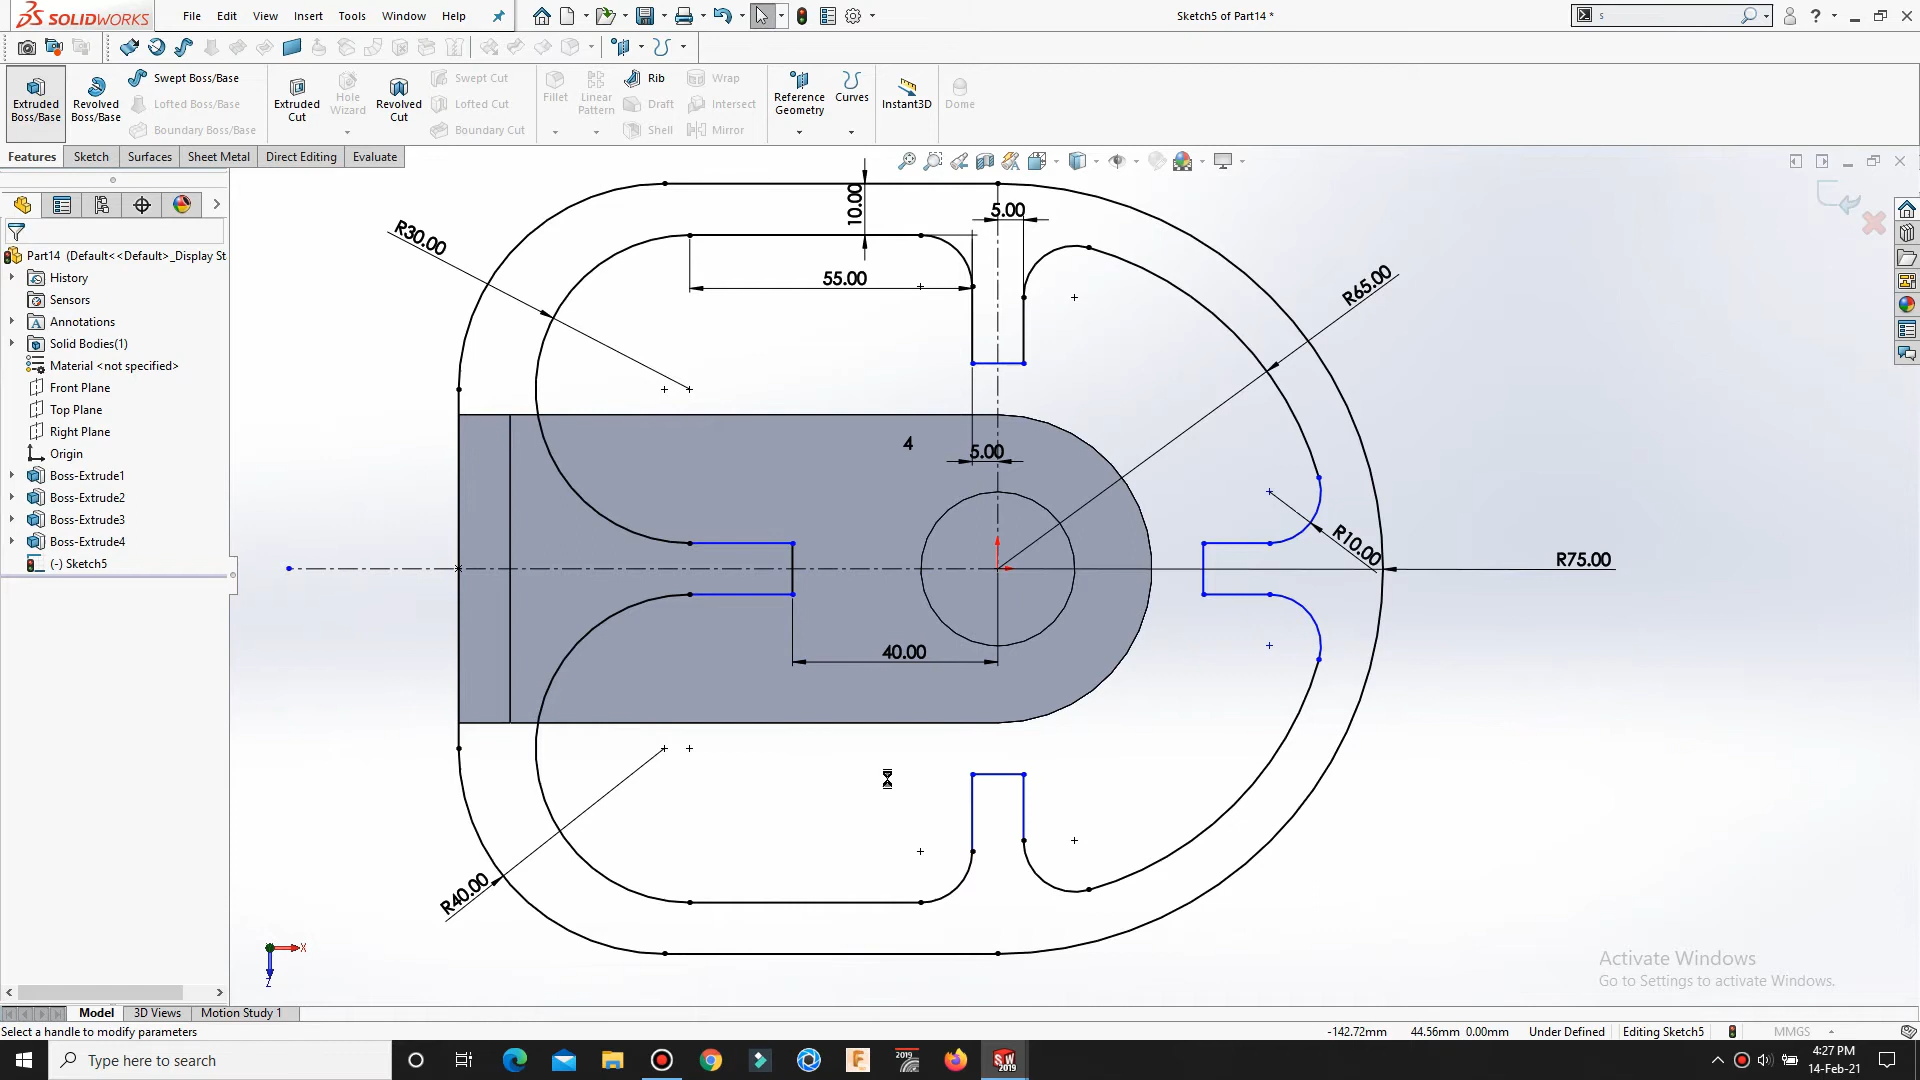 SOLIDWORKS
File Edit View Insert Tools Window Help
Sketch5 of Part14 *
s
Extruded Boss/Base
Revolved Boss/Base
Swept Boss/Base
Lofted Boss/Base
Boundary Boss/Base
Extruded Cut
Hole Wizard
Revolved Cut
Swept Cut
Lofted Cut
Boundary Cut
Fillet
Linear Pattern
Rib
Draft
Shell
Wrap
Intersect
Mirror
Reference Geometry
Curves
Instant3D
Dome
Features Sketch Surfaces Sheet Metal Direct Editing Evaluate
Part14 (Default<<Default>_Display St
History
Sensors
Annotations
Solid Bodies(1)
Material <not specified>
Front Plane
Top Plane
Right Plane
Origin
Boss-Extrude1
Boss-Extrude2
Boss-Extrude3
Boss-Extrude4
(-) Sketch5
R30.00
10.00
5.00
55.00
R65.00
4
5.00
R10.00
R75.00
40.00
R40.00
X
Z
Activate Windows
Go to Settings to activate Windows.
Model 3D Views Motion Study 1
Select a handle to modify parameters
-142.72mm 44.56mm 0.00mm Under Defined Editing Sketch5 MMGS
Type here to search
2019
SW
2019
4:27 PM
14-Feb-21